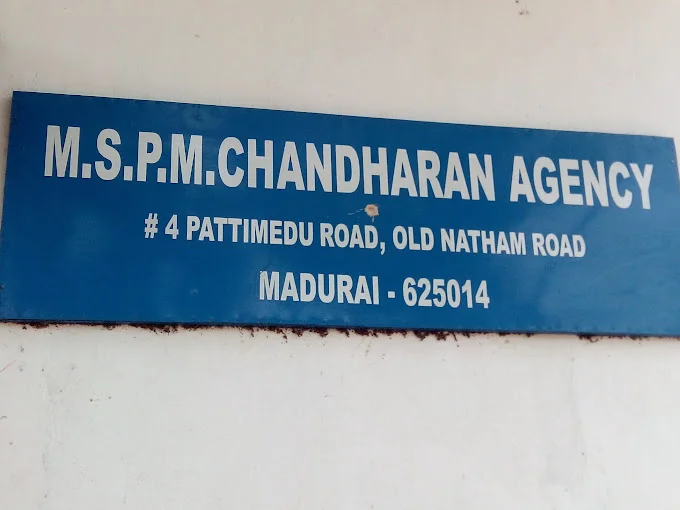 M.S.P.M.CHANDHARAN AGENCY
# 4 PATTIMEDU ROAD, OLD NATHAM ROAD
MADURAI - 625014